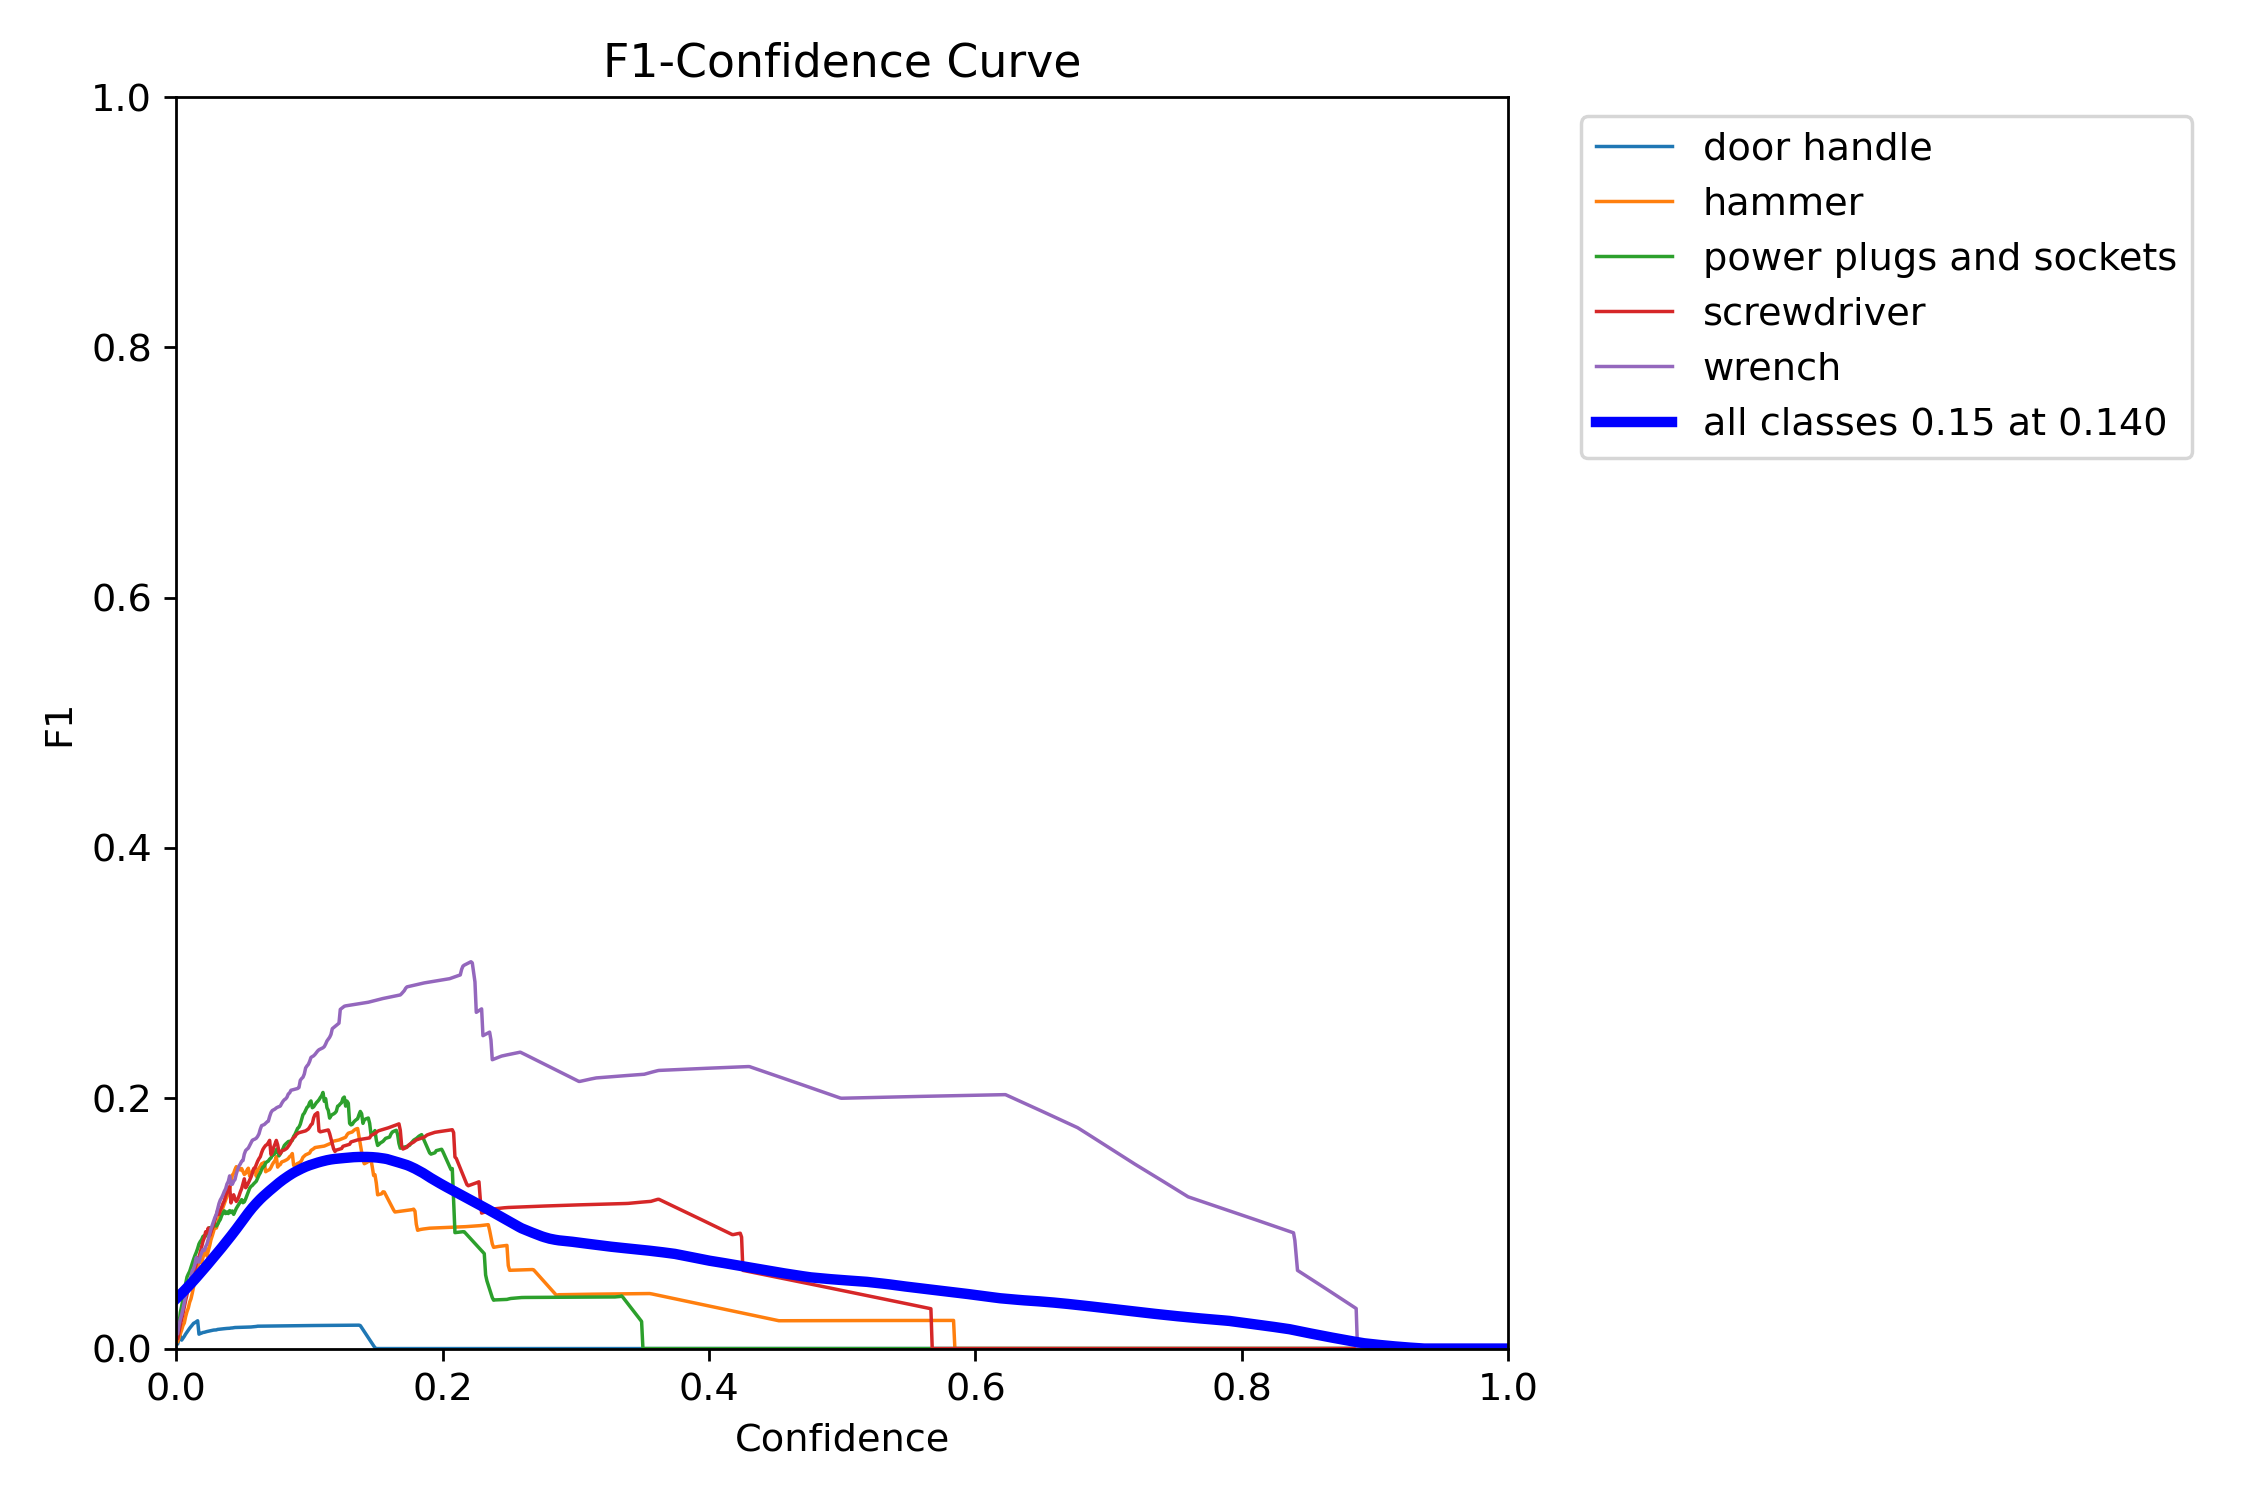 F1-Confidence Curve
1.0
0.8
0.6
0.4
0.2
0.0
F1
0.0 0.2 0.4 0.6 0.8 1.0
Confidence
door handle
hammer
power plugs and sockets
screwdriver
wrench
all classes 0.15 at 0.140